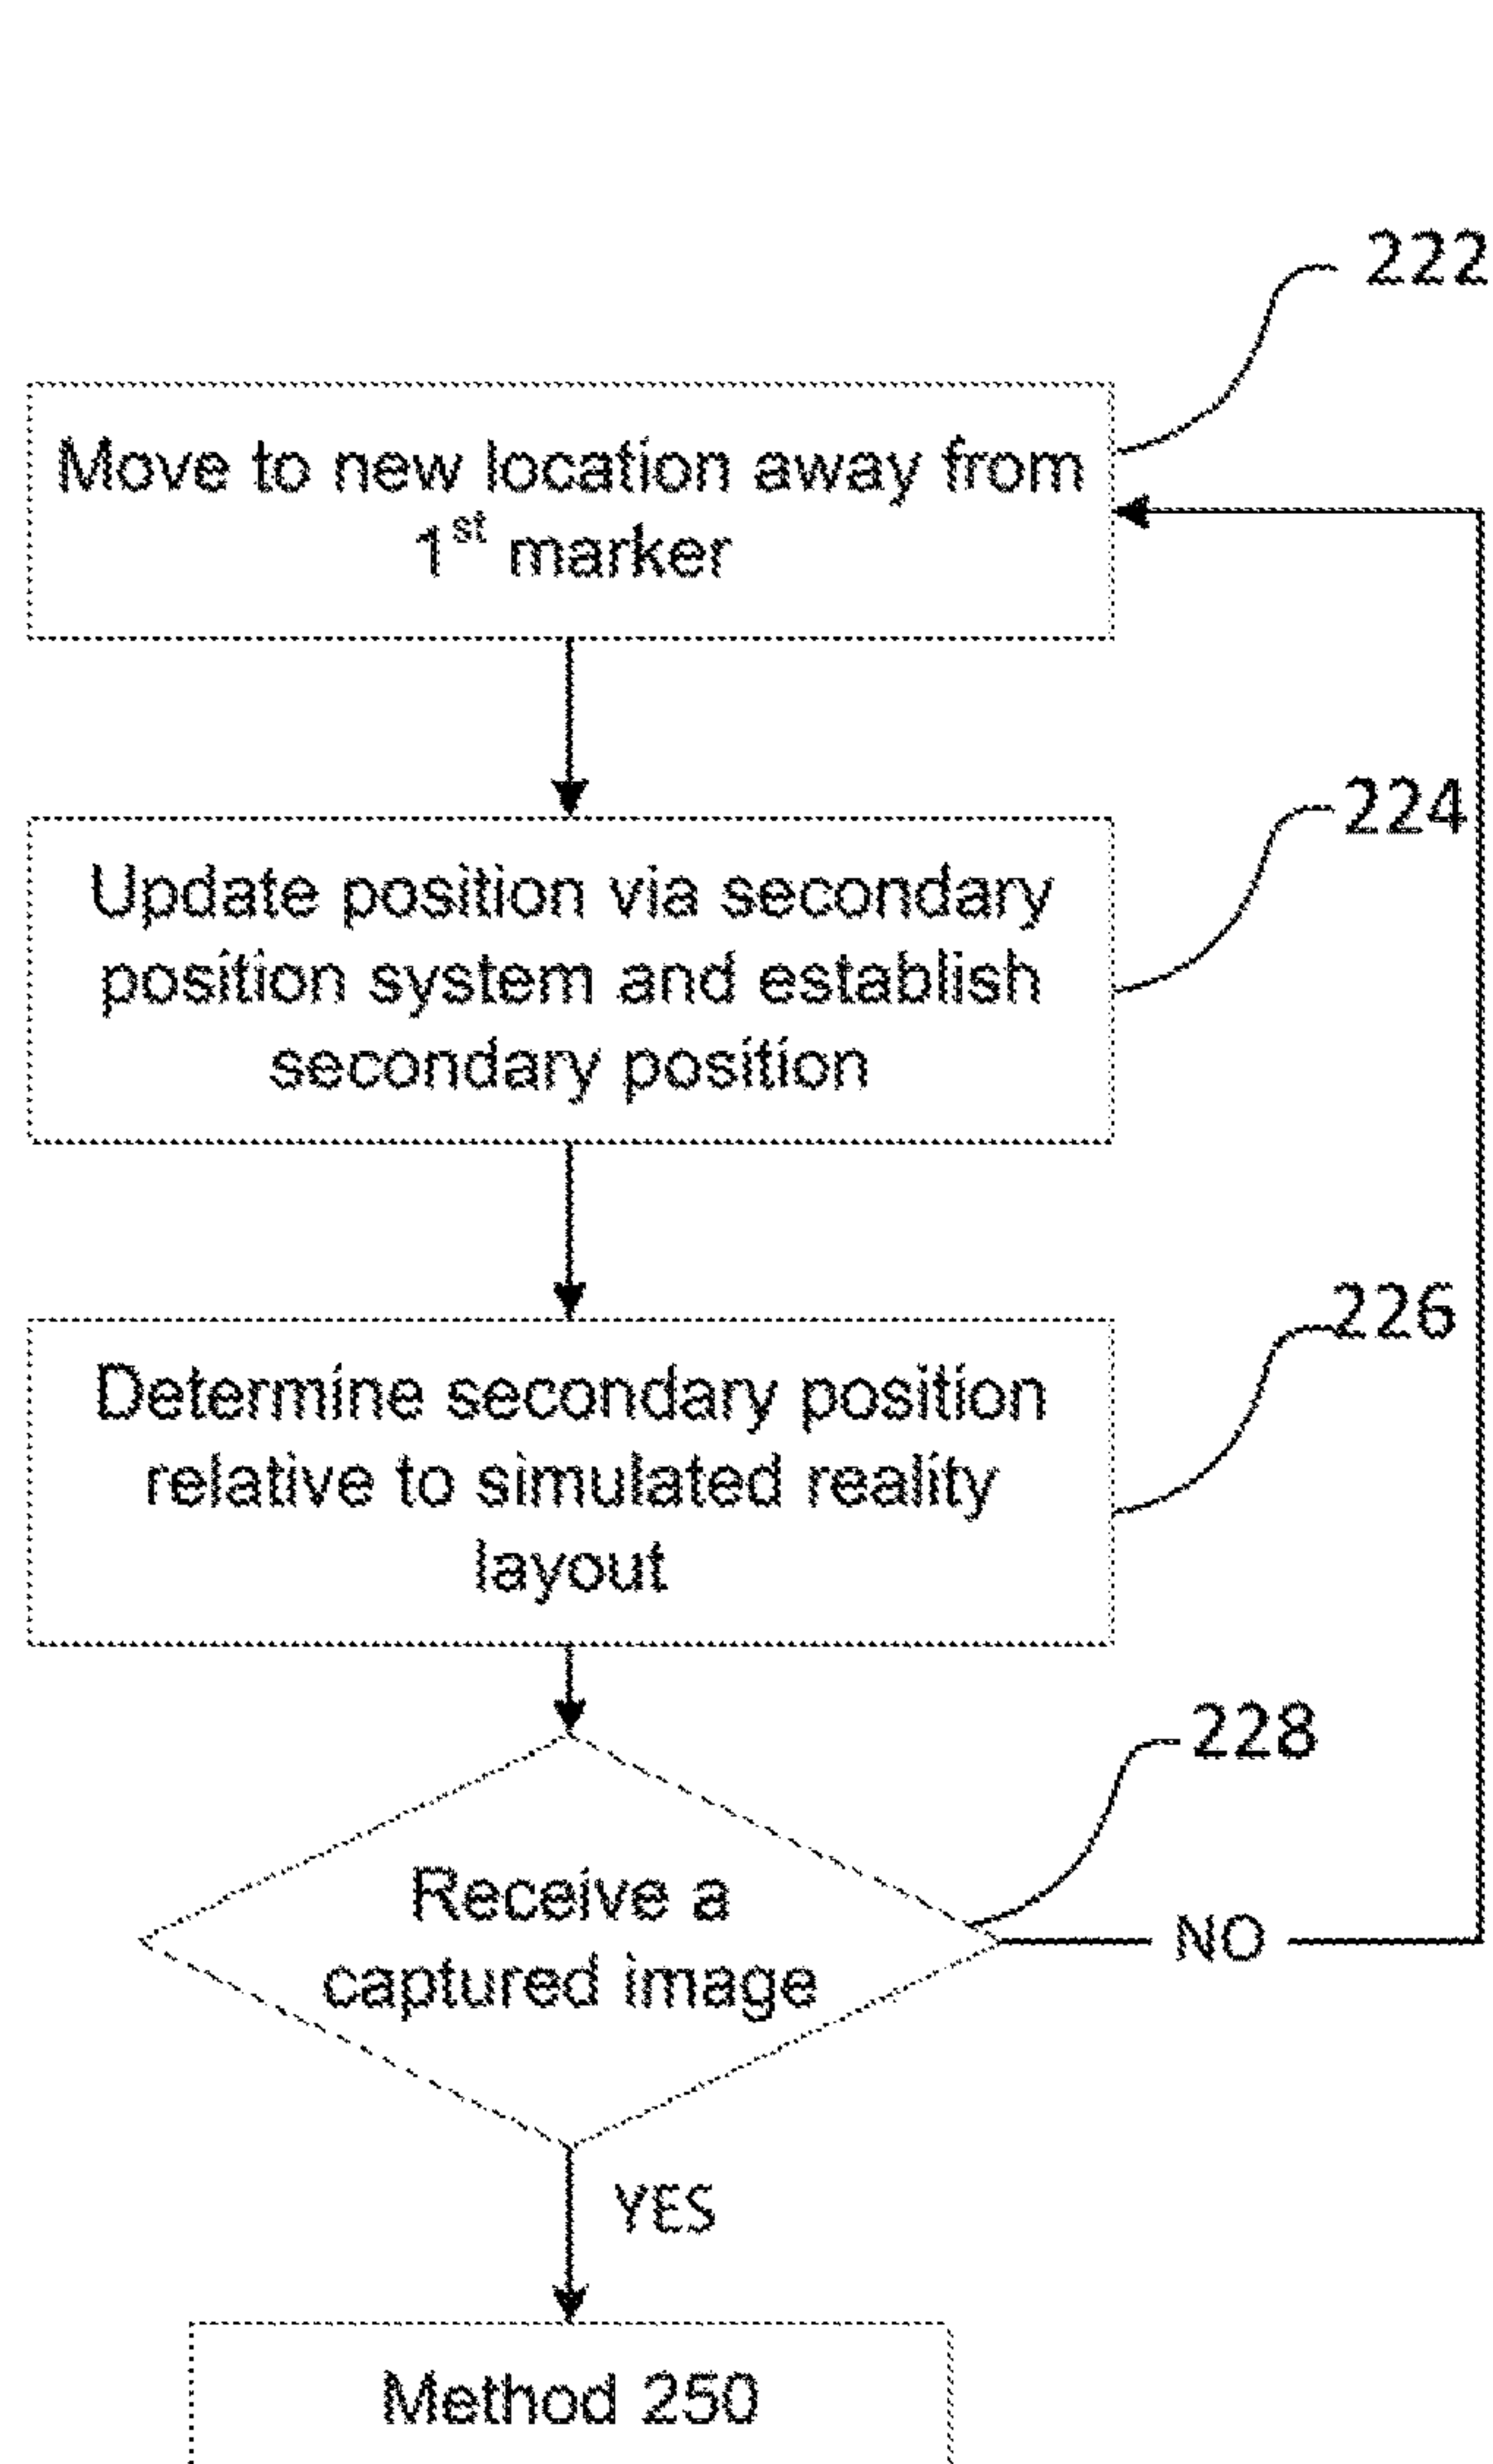 222
Move to new location away from
1st marker
224
Update position via secondary
position system and establish
secondary position
226
Determine secondary position
relative to simulated reality
layout
228
Receive a
captured image
NO
YES
Method 250